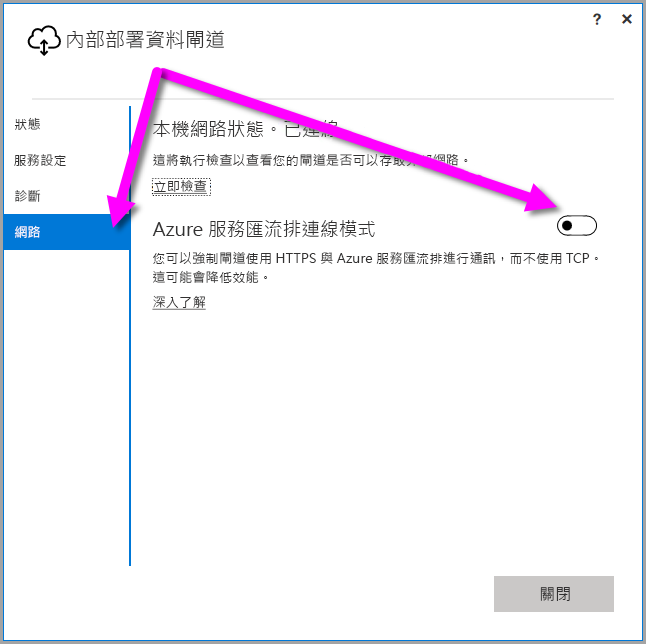 ? ×
內部部署資料閘道
狀態
服務設定
診斷
網路
本機網路狀態。已連線
這將執行檢查以查看您的閘道是否可以存取網路。
立即檢查
Azure 服務匯流排連線模式
您可以強制閘道使用 HTTPS 與 Azure 服務匯流排進行通訊，而不使用 TCP。
這可能會降低效能。
深入了解
關閉